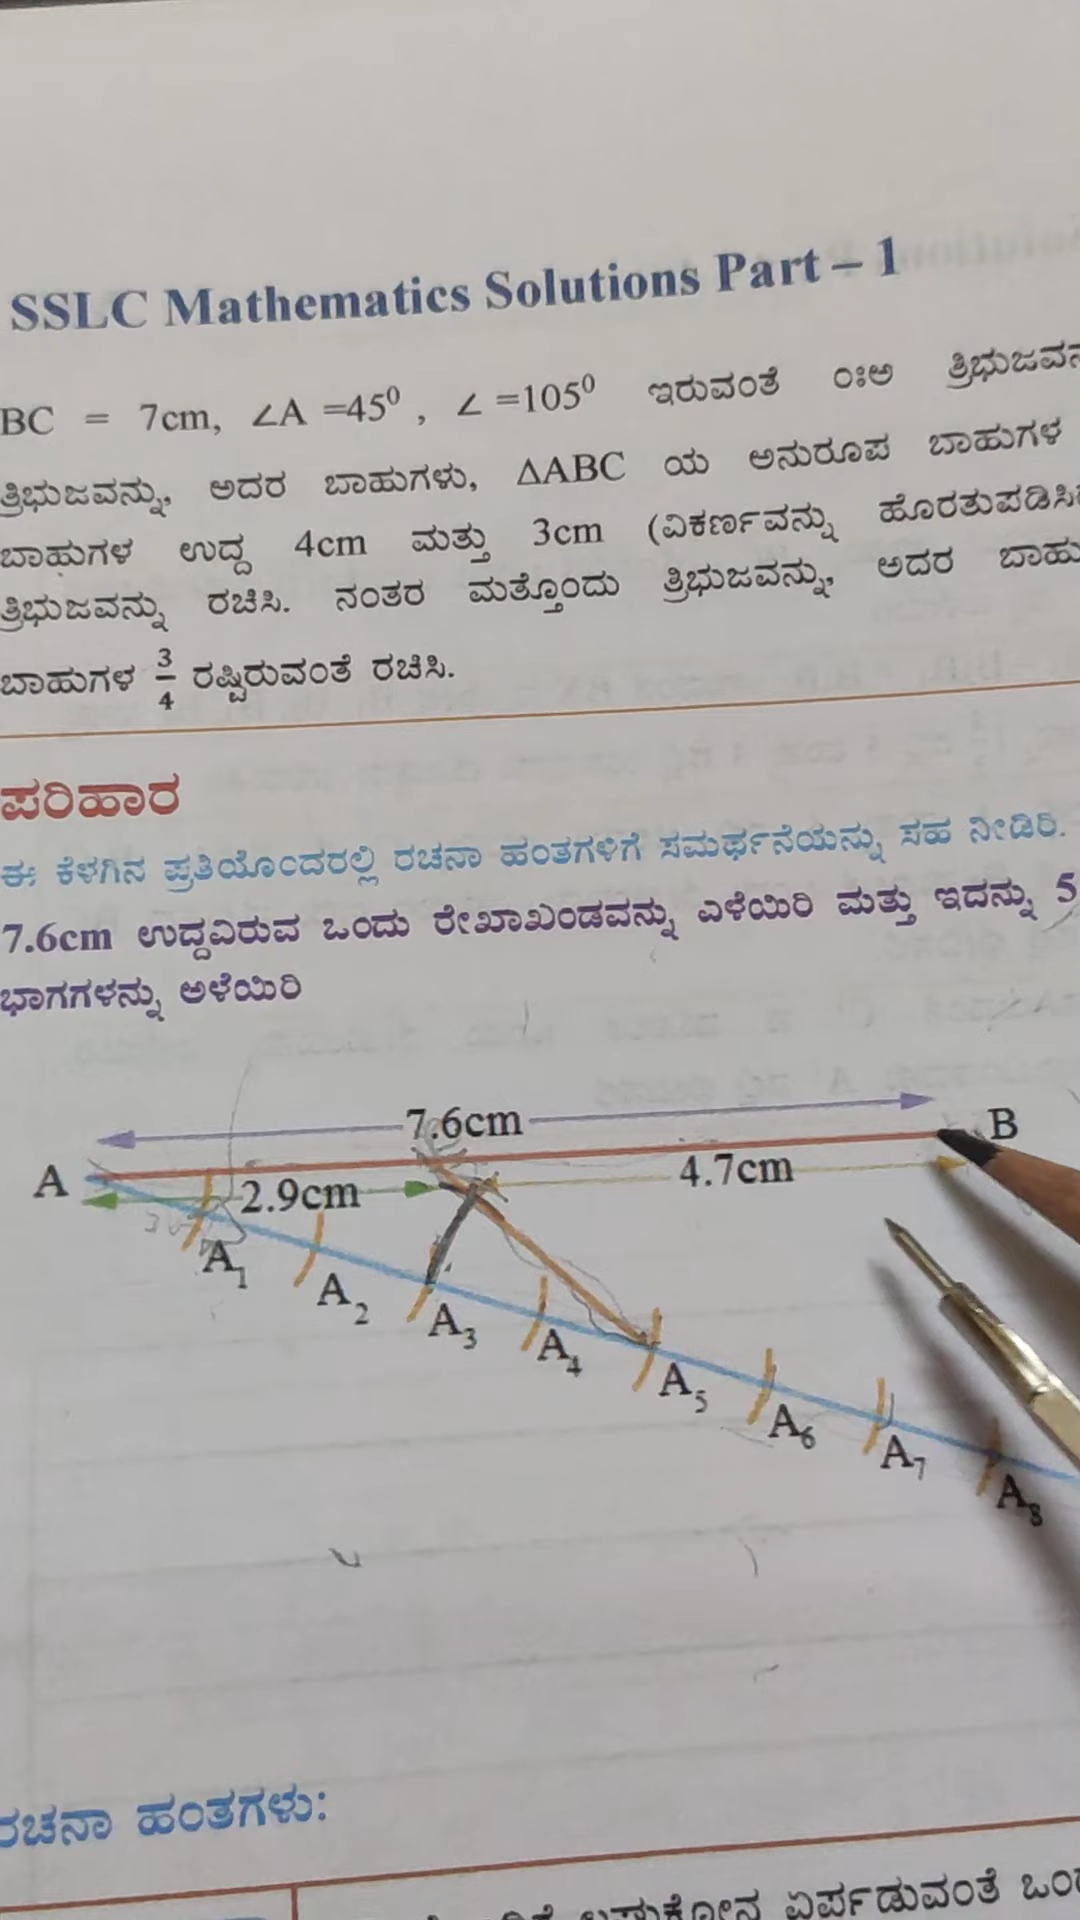 SSLC Mathematics Solutions Part – 1
BC = 7cm, ∠A =45⁰ , ∠ =105⁰ ಇರುವಂತೆ ಂಃಅ
ತ್ರಿಭುಜವನ್ನು, ಅದರ ಬಾಹುಗಳು, ΔABC ಯ ಅನುರೂಪ ಬಾಹುಗಳ
ಬಾಹುಗಳ ಉದ್ದ 4cm ಮತ್ತು 3cm (ವಿಕರ್ಣವನ್ನು
ತ್ರಿಭುಜವನ್ನು ರಚಿಸಿ. ನಂತರ ಮತ್ತೊಂದು ತ್ರಿಭುಜವನ್ನು, ಅದರ
ಬಾಹುಗಳ 3/4 ರಷ್ಟಿರುವಂತೆ ರಚಿಸಿ.
ಪರಿಹಾರ
ಈ ಕೆಳಗಿನ ಪ್ರತಿಯೊಂದರಲ್ಲಿ ರಚನಾ ಹಂತಗಳಿಗೆ ಸಮರ್ಥನೆಯನ್ನು ಸಹ ನೀಡಿರಿ.
7.6cm ಉದ್ದವಿರುವ ಒಂದು ರೇಖಾಖಂಡವನ್ನು ಎಳೆಯಿರಿ ಮತ್ತು ಇದನ್ನು 5
ಭಾಗಗಳನ್ನು ಅಳೆಯಿರಿ
7.6cm
A B
2.9cm 4.7cm
A₁ A₂ A₃ A₄ A₅ A₆ A₇ A₈
ರಚನಾ ಹಂತಗಳು:
ಏರ್ಪಡುವಂತೆ